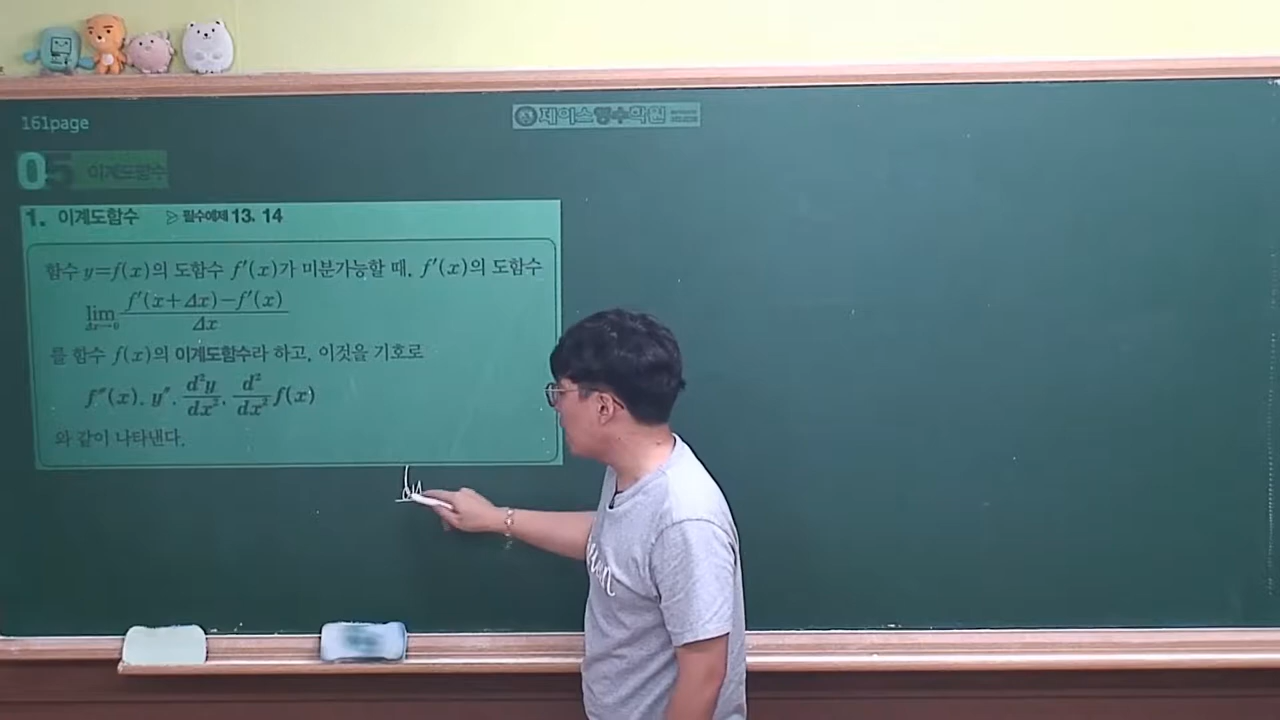 161page
제이스영수학원
05 이계도함수
1. 이계도함수 ▷ 필수예제 13, 14
함수 y=f(x)의 도함수 f′(x)가 미분가능할 때, f′(x)의 도함수
lim Δx→0 f′(x+Δx)−f′(x) / Δx
를 함수 f(x)의 이계도함수라 하고, 이것을 기호로
f″(x), y″, d²y/dx², d²/dx² f(x)
와 같이 나타낸다.